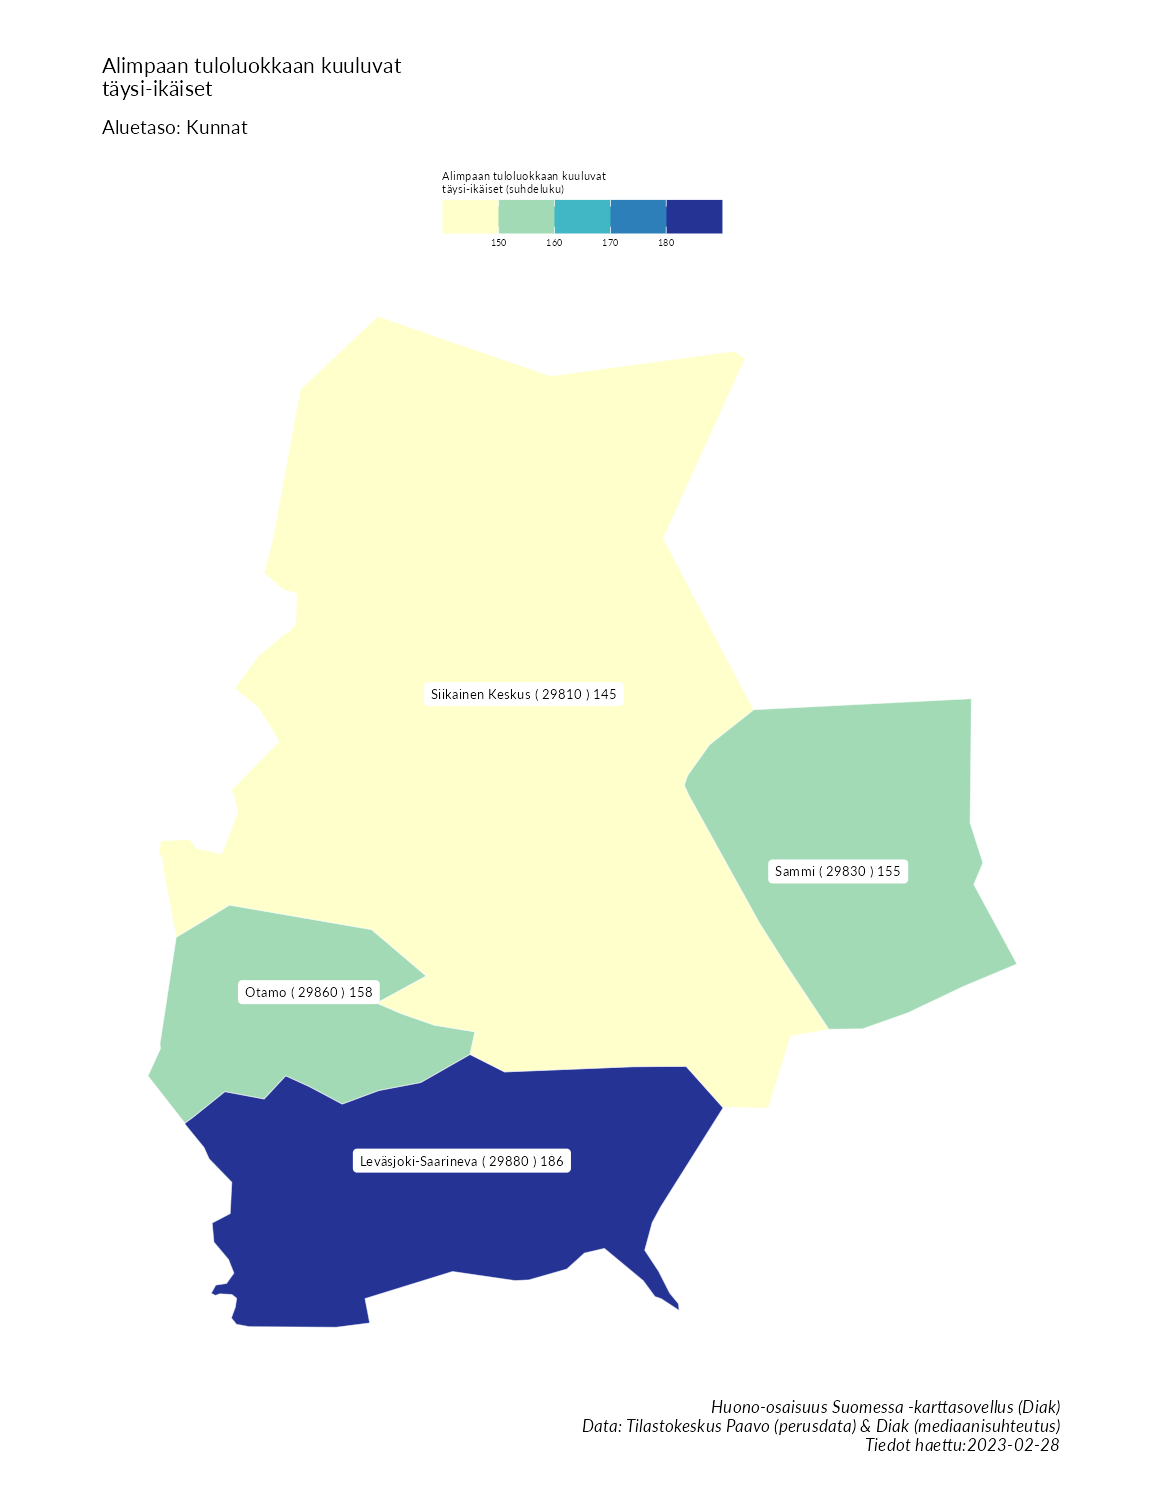 Alimpaan tuloluokkaan kuuluvat
täysi-ikäiset
Aluetaso: Kunnat
Alimpaan tuloluokkaan kuuluvat
täysi-ikäiset (suhdeluku)
150 160 170 180
Siikainen Keskus ( 29810 ) 145
Sammi ( 29830 ) 155
Otamo ( 29860 ) 158
Leväsjoki-Saarineva ( 29880 ) 186
Huono-osaisuus Suomessa -karttasovellus (Diak)
Data: Tilastokeskus Paavo (perusdata) & Diak (mediaanisuhteutus)
Tiedot haettu:2023-02-28